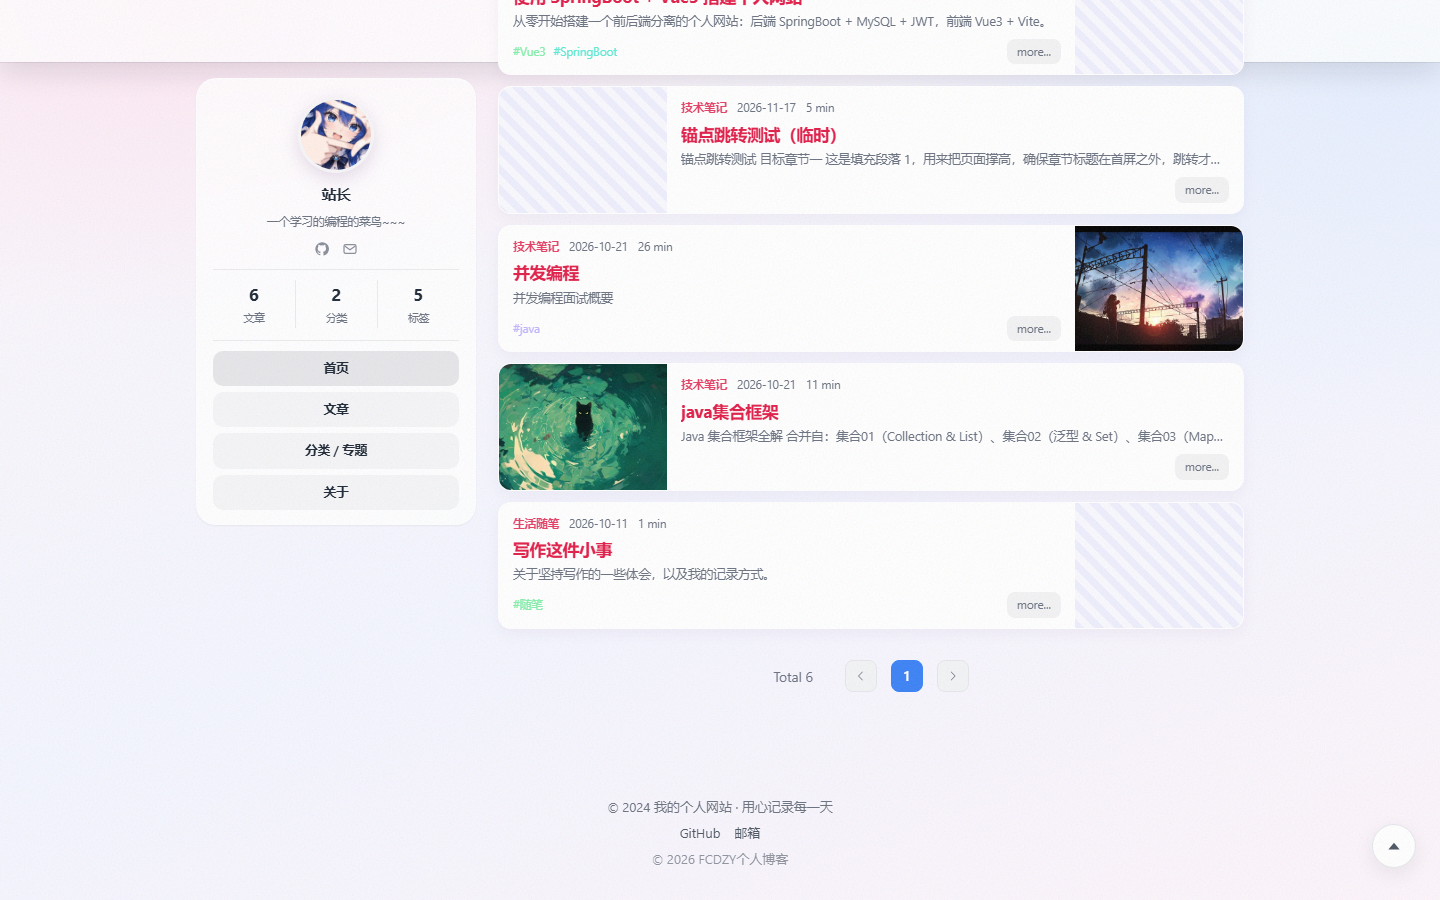 使用 SpringBoot + Vue3 搭建个人网站
从零开始搭建一个前后端分离的个人网站：后端 SpringBoot + MySQL + JWT，前端 Vue3 + Vite。
#Vue3 #SpringBoot
more...
站长
一个学习的编程的菜鸟~~~
6
文章
2
分类
5
标签
首页
文章
分类 / 专题
关于
技术笔记 2026-11-17 5 min
锚点跳转测试（临时）
锚点跳转测试 目标章节一 这是填充段落 1，用来把页面撑高，确保章节标题在首屏之外，跳转才...
more...
技术笔记 2026-10-21 26 min
并发编程
并发编程面试概要
#java
more...
技术笔记 2026-10-21 11 min
java集合框架
Java 集合框架全解 合并自：集合01（Collection & List）、集合02（泛型 & Set）、集合03（Map...
more...
生活随笔 2026-10-11 1 min
写作这件小事
关于坚持写作的一些体会，以及我的记录方式。
#随笔
more...
Total 6
1
© 2024 我的个人网站 · 用心记录每一天
GitHub 邮箱
© 2026 FCDZY个人博客